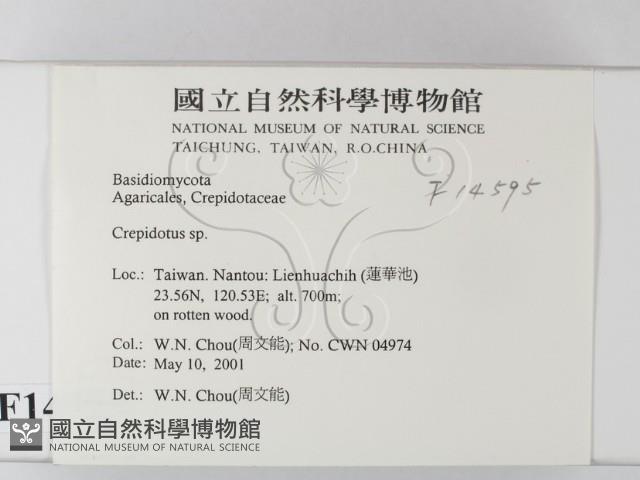 國立自然科學博物館
NATIONAL MUSEUM OF NATURAL SCIENCE
TAICHUNG, TAIWAN, R.O.CHINA
Basidiomycota
Agaricales, Crepidotaceae
F14595
Crepidotus sp.
Loc.: Taiwan. Nantou: Lienhuachih (蓮華池)
23.56N, 120.53E; alt. 700m;
on rotten wood.
Col.: W.N. Chou(周文能); No. CWN 04974
Date: May 10, 2001
Det.: W.N. Chou(周文能)
F14
國立自然科學博物館
NATIONAL MUSEUM OF NATURAL SCIENCE